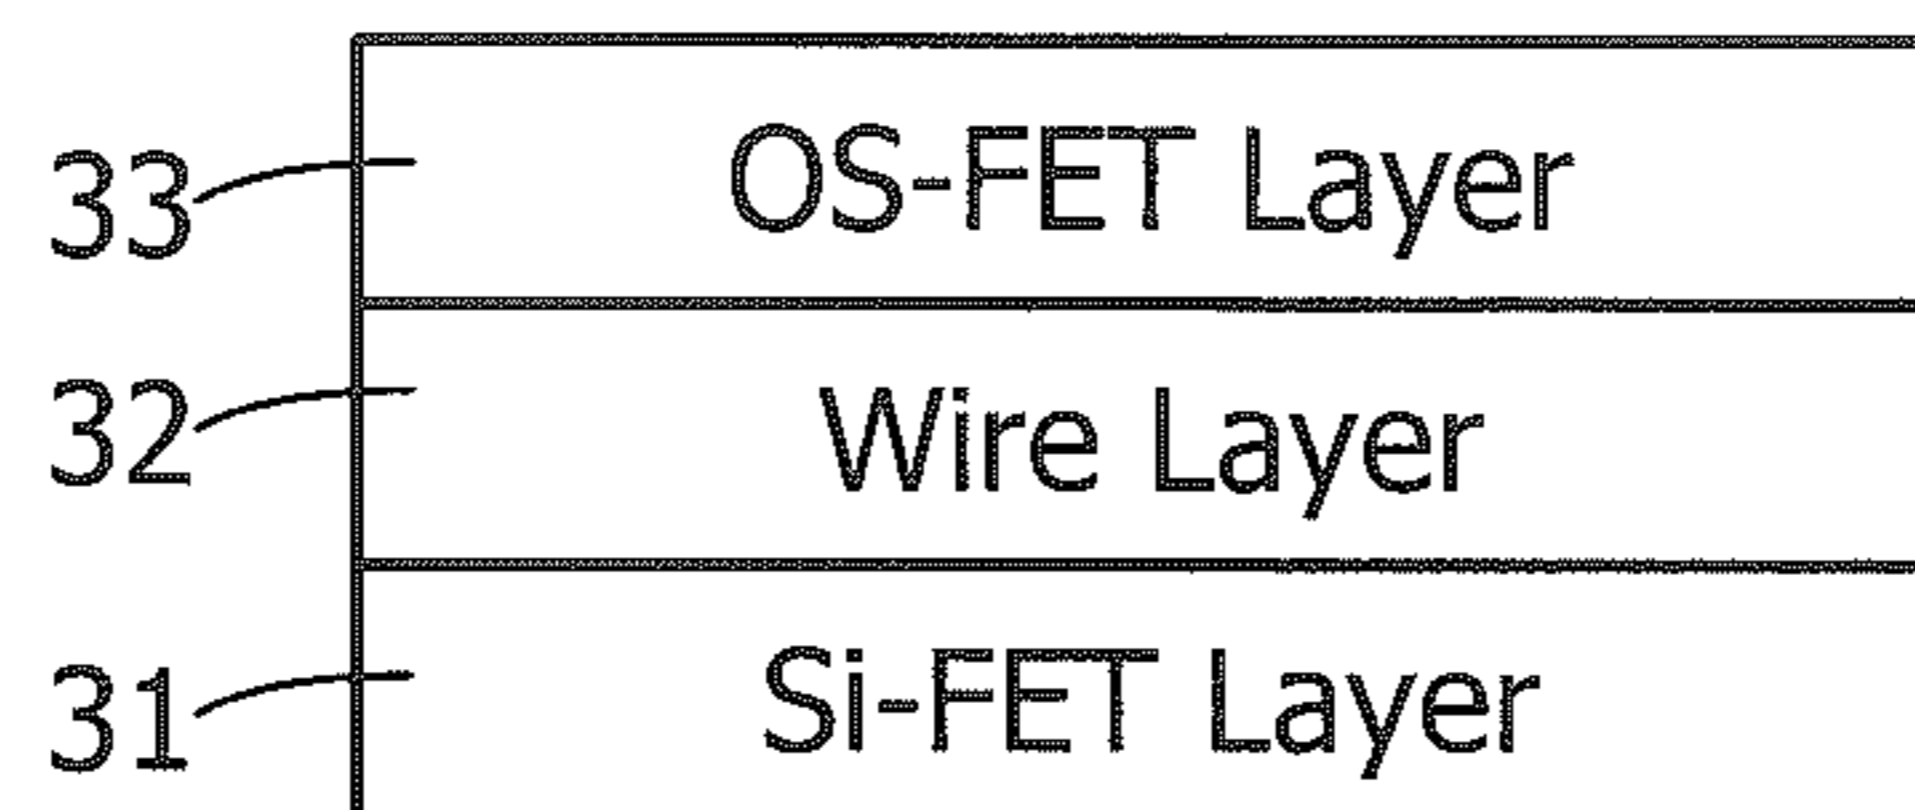 33 OS-FET Layer
32 Wire Layer
31 Si-FET Layer